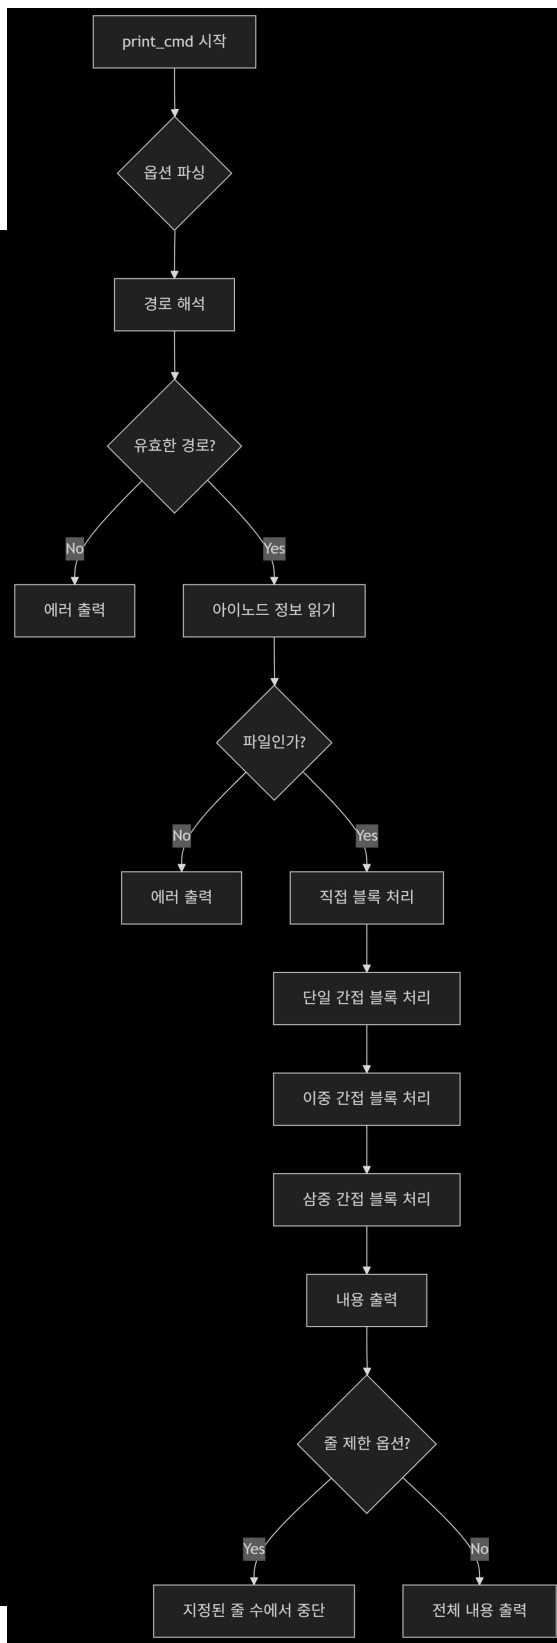 print_cmd 시작
옵션 파싱
경로 해석
유효한 경로?
No
Yes
에러 출력
아이노드 정보 읽기
파일인가?
No
Yes
에러 출력
직접 블록 처리
단일 간접 블록 처리
이중 간접 블록 처리
삼중 간접 블록 처리
내용 출력
줄 제한 옵션?
Yes
No
지정된 줄 수에서 중단
전체 내용 출력